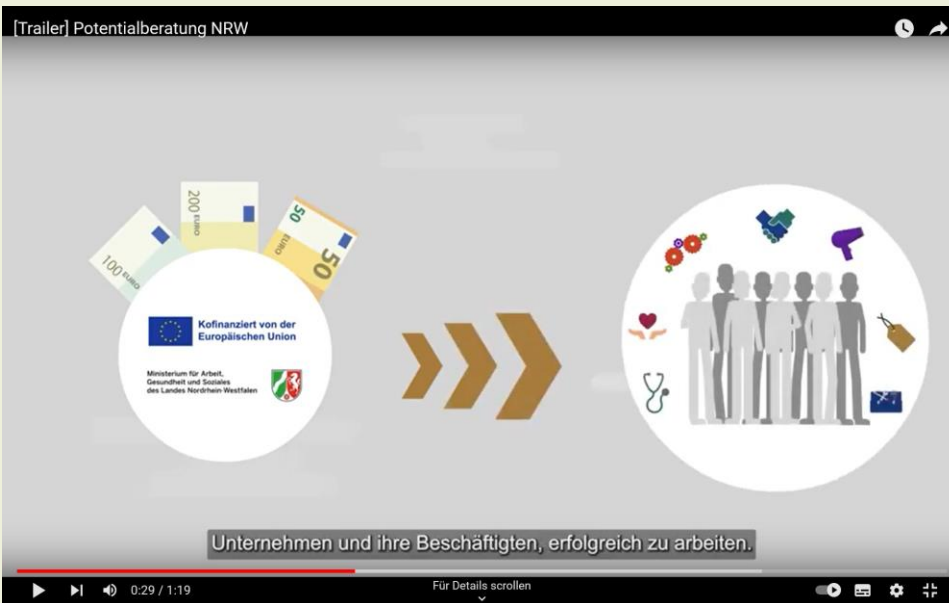 [Trailer] Potentialberatung NRW
200 EURO
100 EURO
50
EURO
50
Kofinanziert von der
Europäischen Union
Ministerium für Arbeit,
Gesundheit und Soziales
des Landes Nordrhein Westfalen
Unternehmen und ihre Beschäftigten, erfolgreich zu arbeiten.
0:29 / 1:19
Für Details scrollen